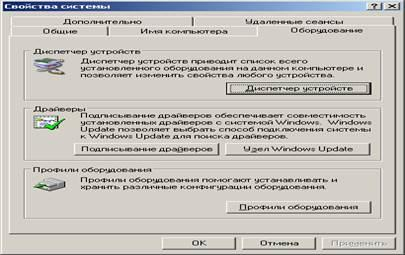 Свойства системы
Дополнительно Удаленные сеансы
Общие Имя компьютера Оборудование
Диспетчер устройств
Диспетчер устройств приводит список всего
установленного оборудования на данном компьютере и
позволяет изменить свойства любого устройства.
Диспетчер устройств
Драйверы
Подписывание драйверов обеспечивает совместимость
установленных драйверов с системой Windows. Windows
Update позволяет выбрать способ подключения системы
к Windows Update для поиска драйверов.
Подписывание драйверов Узел Windows Update
Профили оборудования
Профили оборудования помогают устанавливать и
хранить различные конфигурации оборудования.
Профили оборудования
OK Отмена Применить